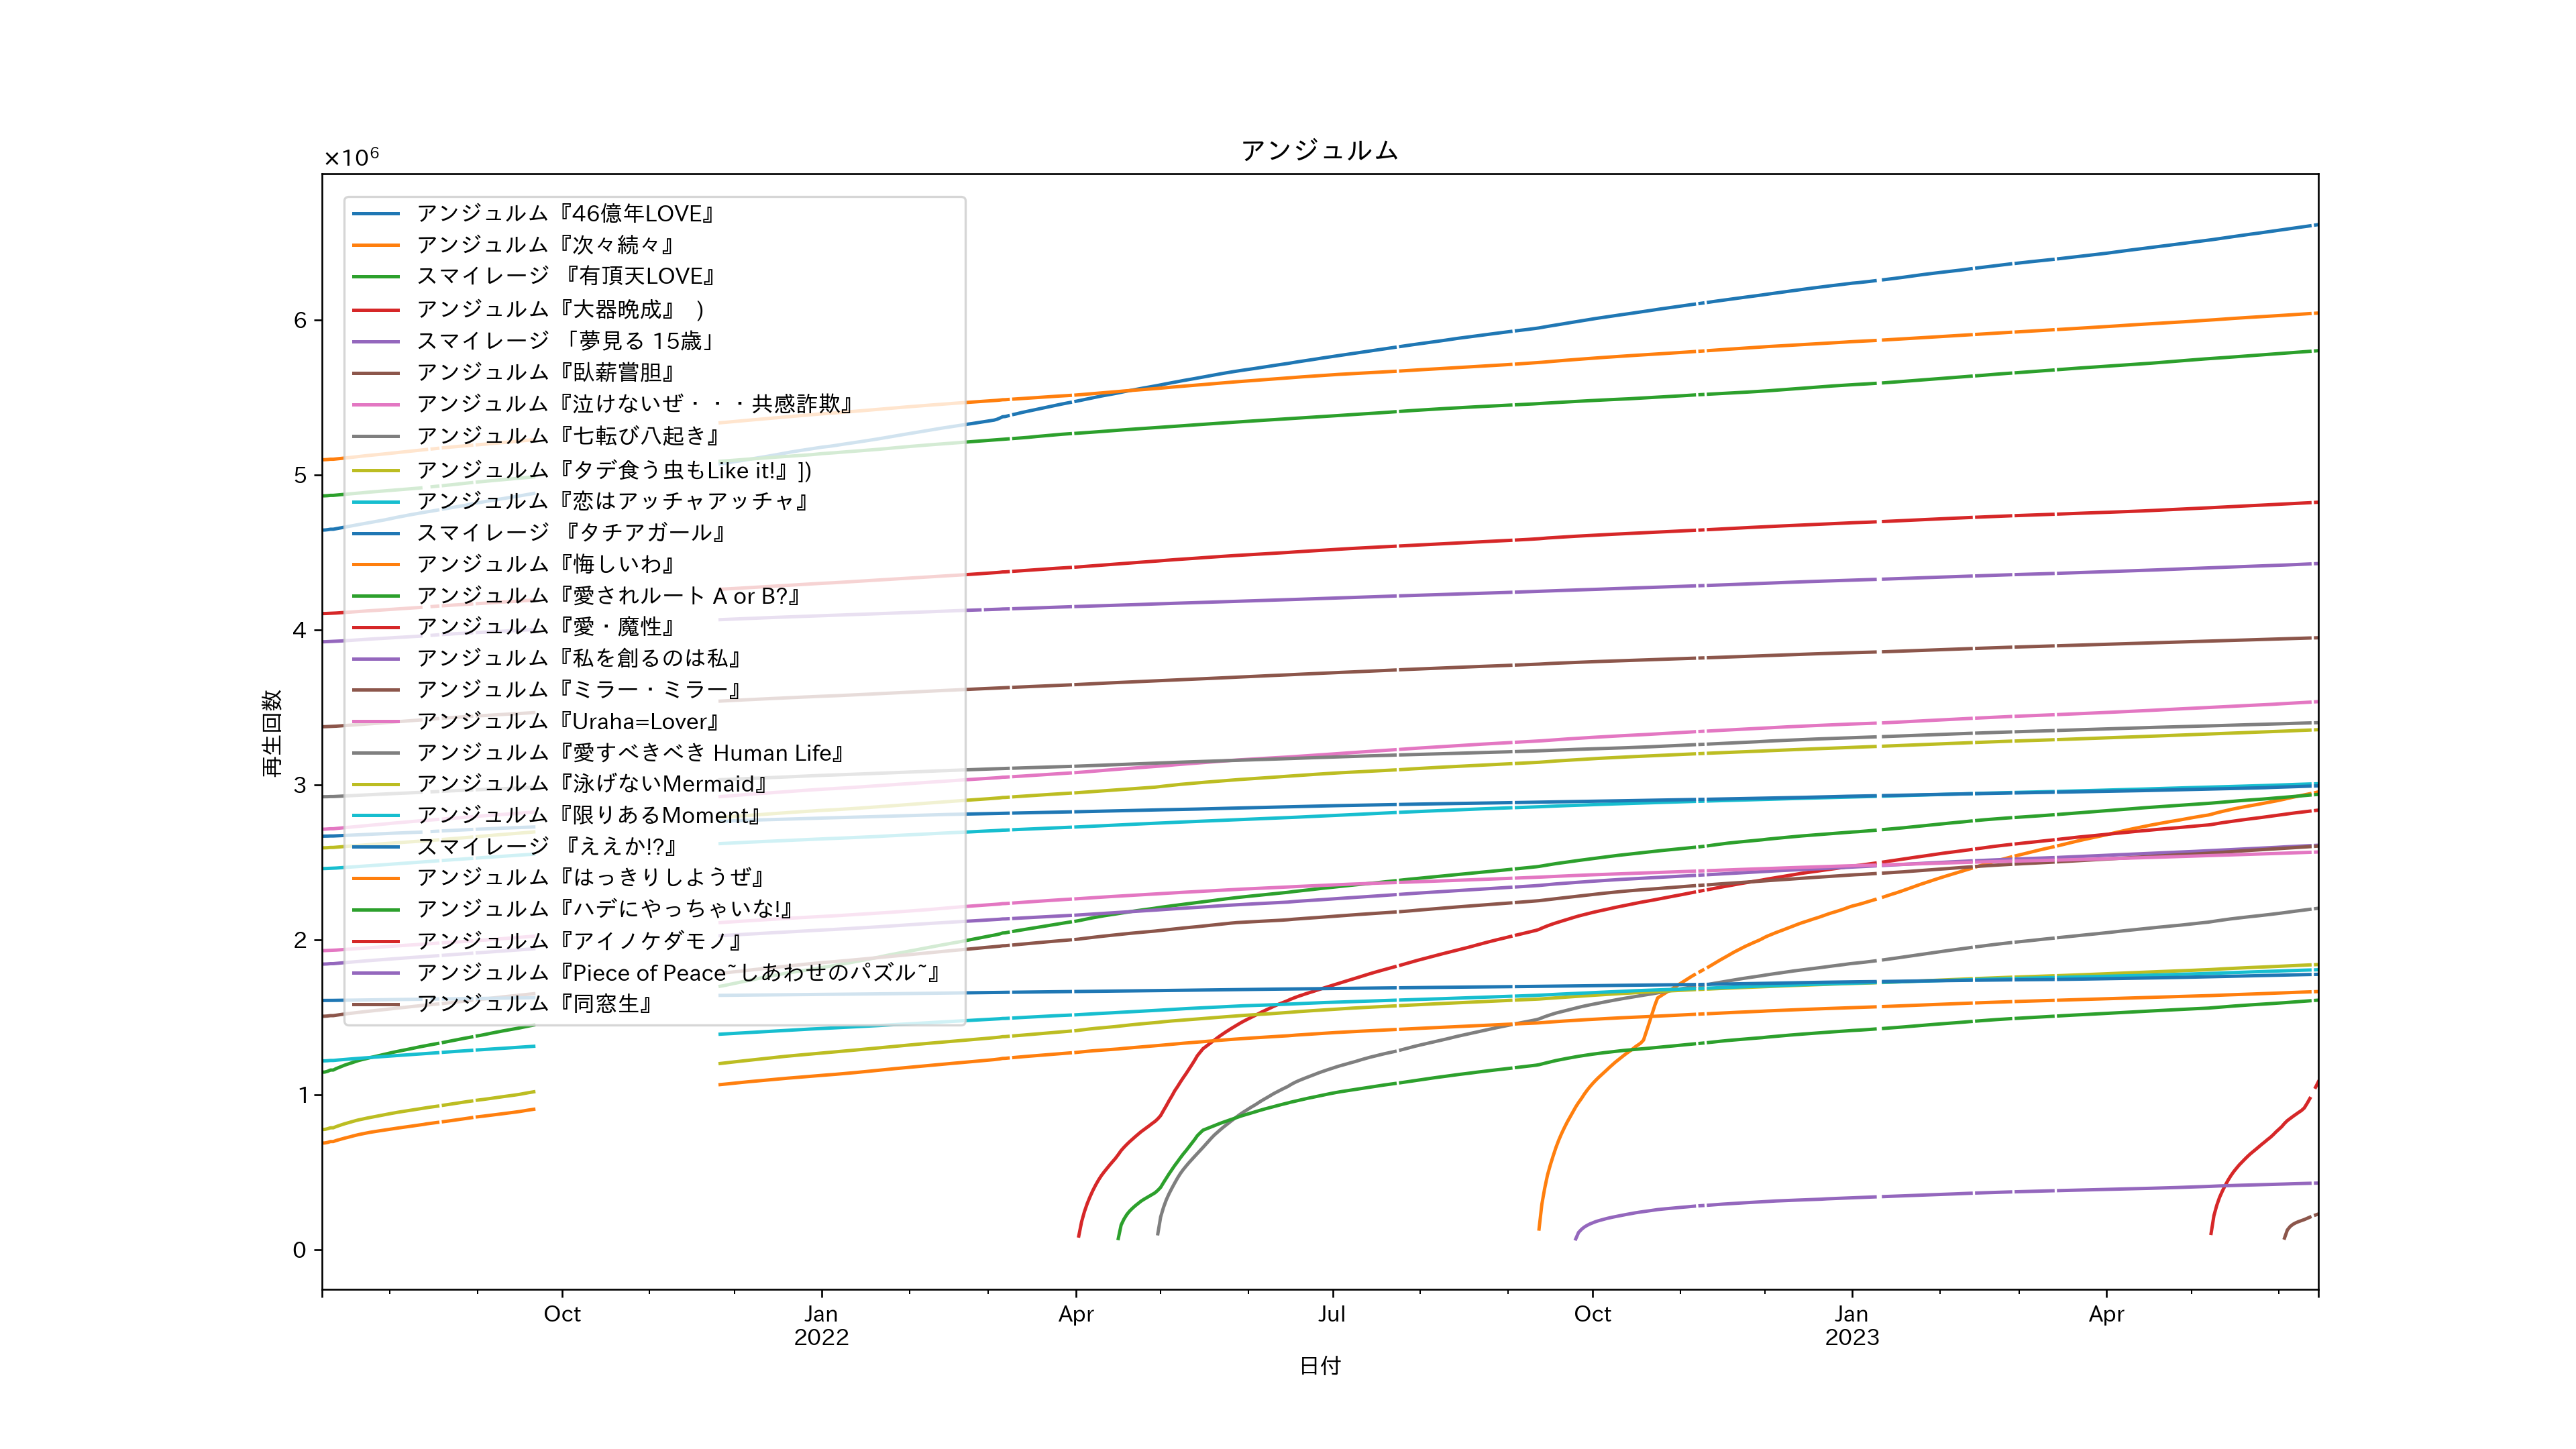 アンジュルム
×10⁶
アンジュルム『46億年LOVE』
アンジュルム『次々続々』
スマイレージ 『有頂天LOVE』
アンジュルム『大器晩成』 )
スマイレージ 「夢見る 15歳」
アンジュルム『臥薪嘗胆』
アンジュルム『泣けないぜ・・・共感詐欺』
アンジュルム『七転び八起き』
アンジュルム『タデ食う虫もLike it!』])
アンジュルム『恋はアッチャアッチャ』
スマイレージ 『タチアガール』
アンジュルム『悔しいわ』
アンジュルム『愛されルート A or B?』
アンジュルム『愛・魔性』
アンジュルム『私を創るのは私』
アンジュルム『ミラー・ミラー』
アンジュルム『Uraha=Lover』
アンジュルム『愛すべきべき Human Life』
アンジュルム『泳げないMermaid』
アンジュルム『限りあるMoment』
スマイレージ 『ええか!?』
アンジュルム『はっきりしようぜ』
アンジュルム『ハデにやっちゃいな!』
アンジュルム『アイノケダモノ』
アンジュルム『Piece of Peace~しあわせのパズル~』
アンジュルム『同窓生』
6
5
4
3
2
1
0
再生回数
Oct Jan Apr Jul Oct Jan Apr
2022 2023
日付